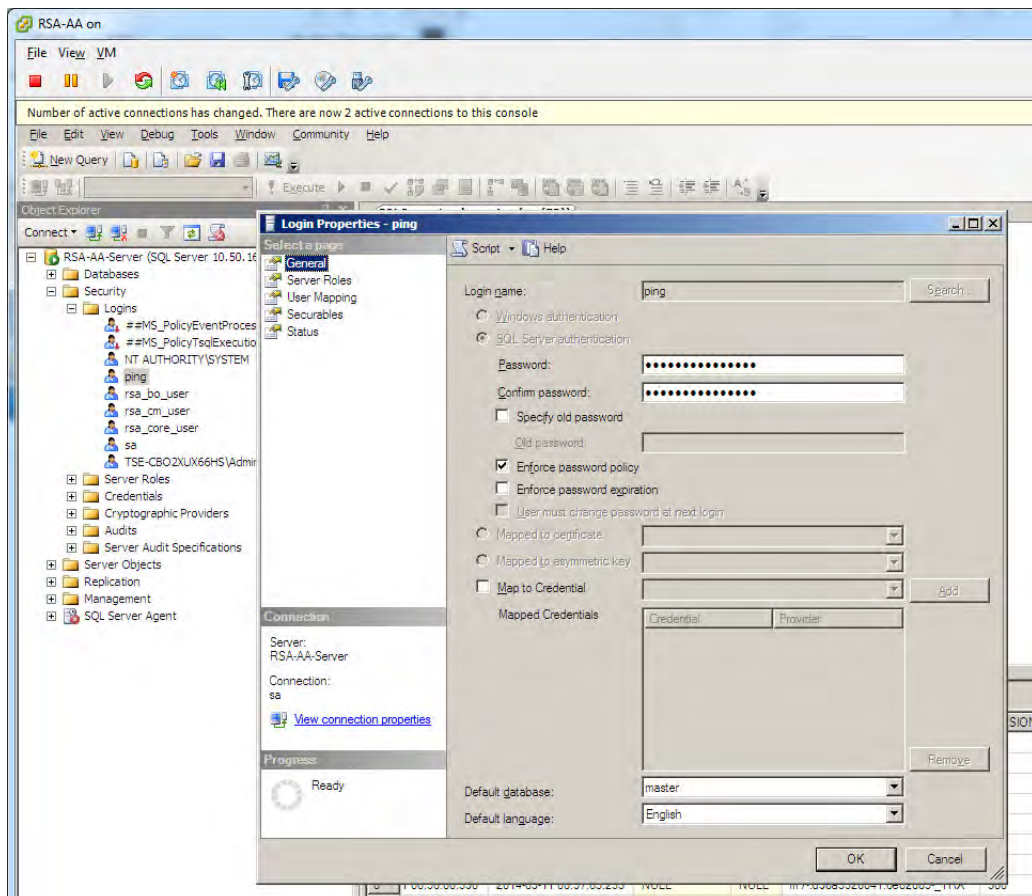 RSA-AA on
File View VM
Number of active connections has changed. There are now 2 active connections to this console
File Edit View Debug Tools Window Community Help
New Query
Execute
Object Explorer
Connect
RSA-AA-Server (SQL Server 10.50.16
Databases
Security
Logins
##MS_PolicyEventProces
##MS_PolicyTsqlExecutio
NT AUTHORITY\SYSTEM
ping
rsa_bo_user
rsa_cm_user
rsa_core_user
sa
TSE-CBO2XUX66HS\Admin
Server Roles
Credentials
Cryptographic Providers
Audits
Server Audit Specifications
Server Objects
Replication
Management
SQL Server Agent
Login Properties - ping
Select a page
General
Server Roles
User Mapping
Securables
Status
Connection
Server:
RSA-AA-Server
Connection:
sa
View connection properties
Progress
Ready
Script Help
Login name: ping Search...
Windows authentication
SQL Server authentication
Password: •••••••••••••••
Confirm password: •••••••••••••••
Specify old password
Old password
Enforce password policy
Enforce password expiration
User must change password at next login
Mapped to certificate
Mapped to asymmetric key
Map to Credential Add
Mapped Credentials Credential Provider
Remove
Default database: master
Default language: English
OK Cancel
SION
NULL NULL